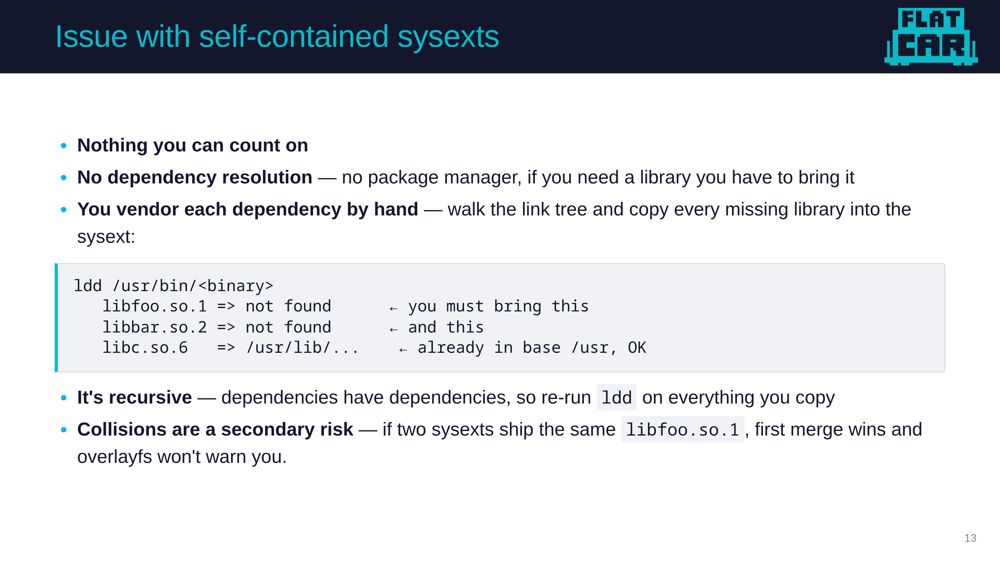 Issue with self-contained sysexts
FLAT
CAR
• Nothing you can count on
• No dependency resolution — no package manager, if you need a library you have to bring it
• You vendor each dependency by hand — walk the link tree and copy every missing library into the
sysext:
ldd /usr/bin/<binary>
   libfoo.so.1 => not found      ← you must bring this
   libbar.so.2 => not found      ← and this
   libc.so.6   => /usr/lib/...    ← already in base /usr, OK
• It's recursive — dependencies have dependencies, so re-run ldd on everything you copy
• Collisions are a secondary risk — if two sysexts ship the same libfoo.so.1, first merge wins and
overlayfs won't warn you.
13